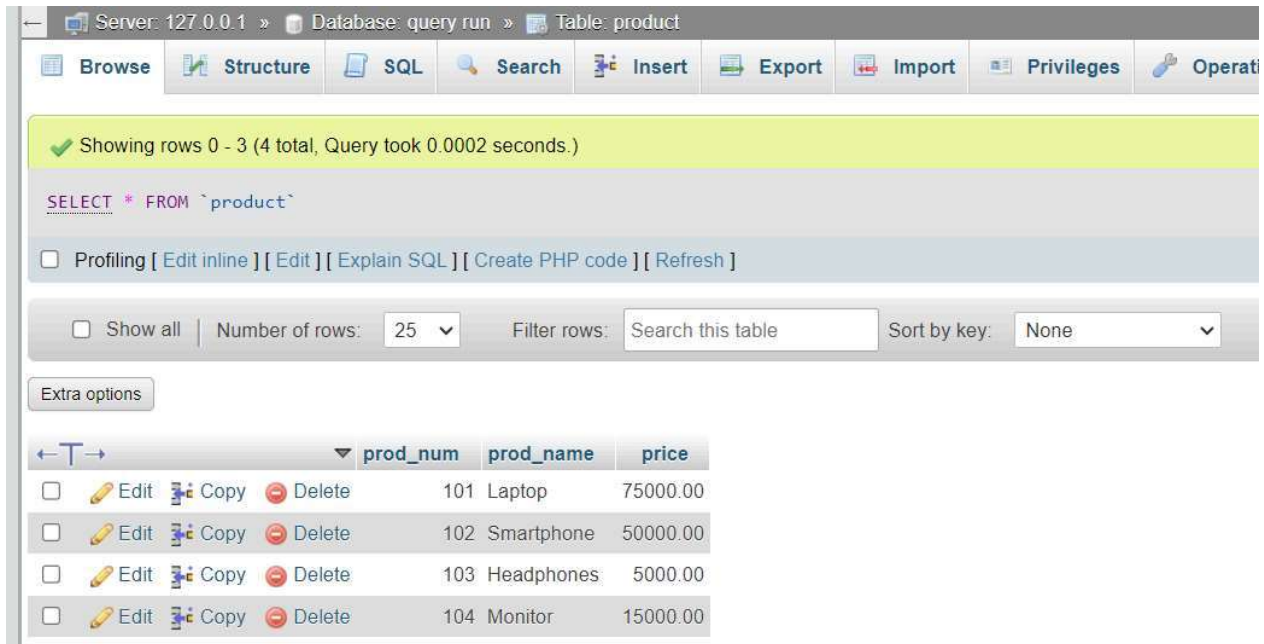 ← Server: 127.0.0.1 » Database: query run » Table: product
Browse Structure SQL Search Insert Export Import Privileges Operati
Showing rows 0 - 3 (4 total, Query took 0.0002 seconds.)
SELECT * FROM `product`
Profiling [ Edit inline ] [ Edit ] [ Explain SQL ] [ Create PHP code ] [ Refresh ]
Show all | Number of rows: 25 Filter rows: Search this table Sort by key: None
Extra options
←T→ prod_num prod_name price
Edit Copy Delete 101 Laptop 75000.00
Edit Copy Delete 102 Smartphone 50000.00
Edit Copy Delete 103 Headphones 5000.00
Edit Copy Delete 104 Monitor 15000.00